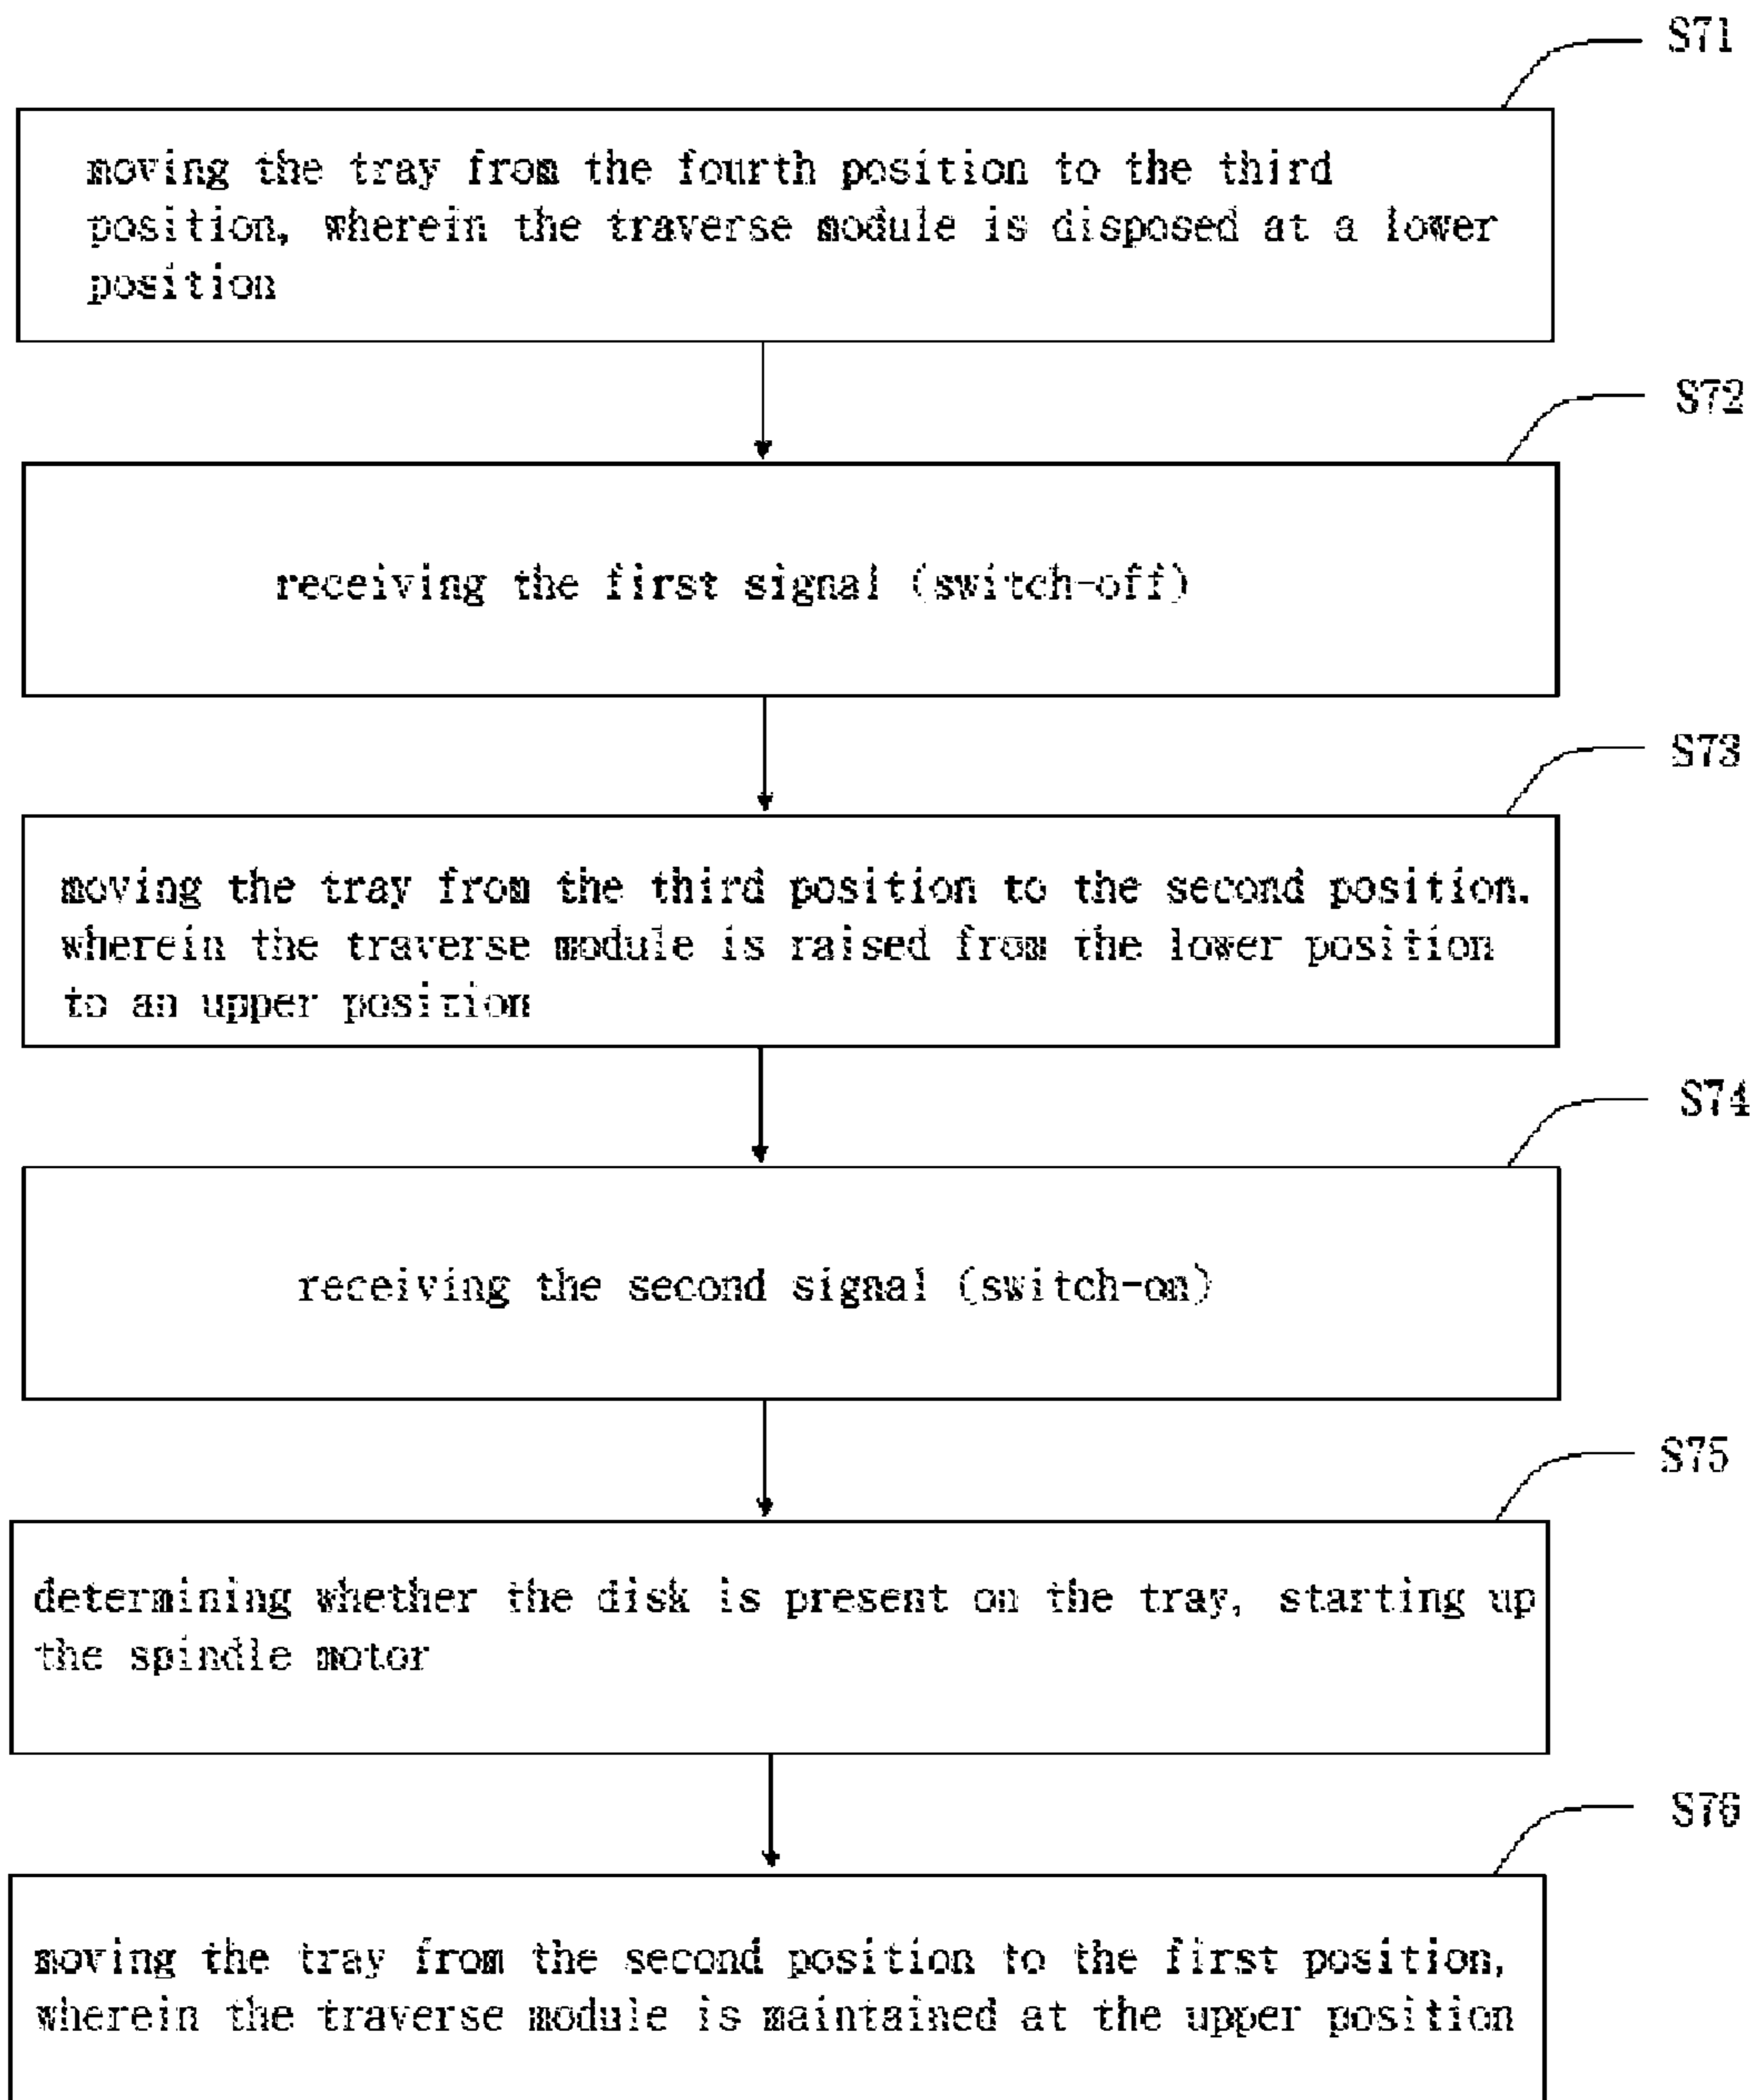 S71
moving the tray from the fourth position to the third
position, wherein the traverse module is disposed at a lower
position
S72
receiving the first signal (switch-off)
S73
moving the tray from the third position to the second position,
wherein the traverse module is raised from the lower position
to an upper position
S74
receiving the second signal (switch-on)
S75
determining whether the disk is present on the tray, starting up
the spindle motor
S76
moving the tray from the second position to the first position,
wherein the traverse module is maintained at the upper position